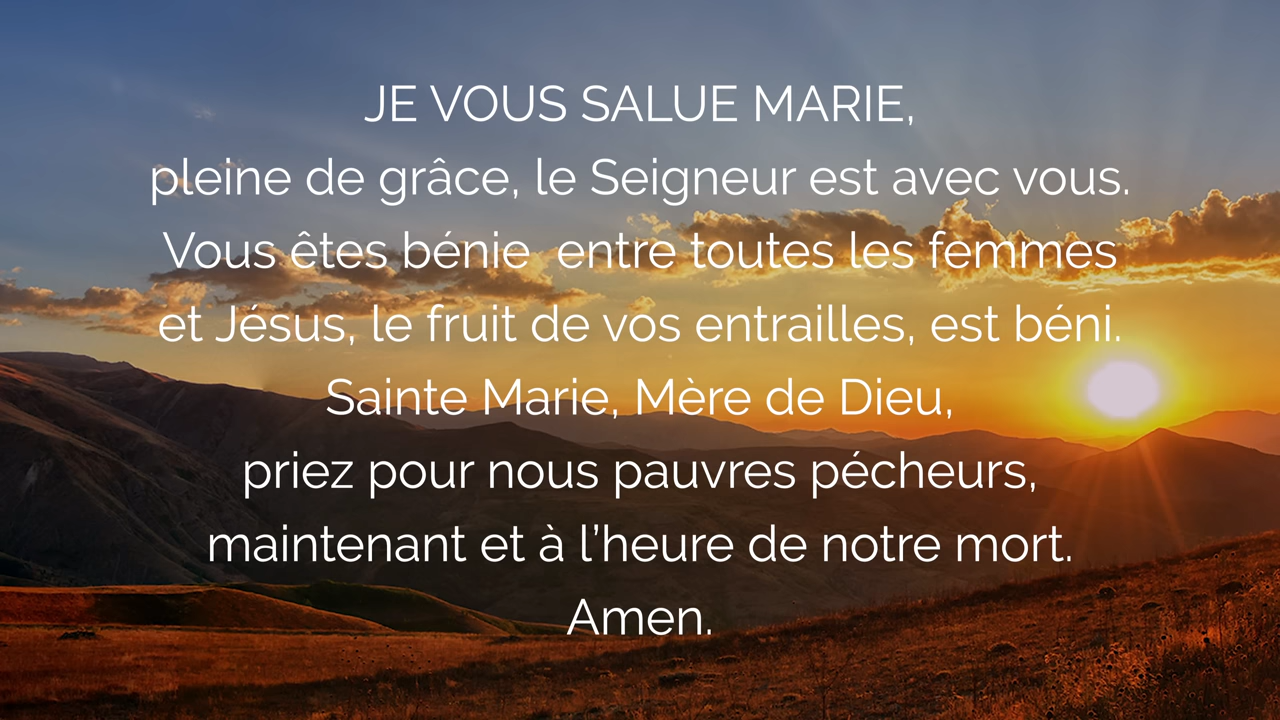 JE VOUS SALUE MARIE,
pleine de grâce, le Seigneur est avec vous.
Vous êtes bénie  entre toutes les femmes
et Jésus, le fruit de vos entrailles, est béni.
Sainte Marie, Mère de Dieu,
priez pour nous pauvres pécheurs,
maintenant et à l’heure de notre mort.
Amen.